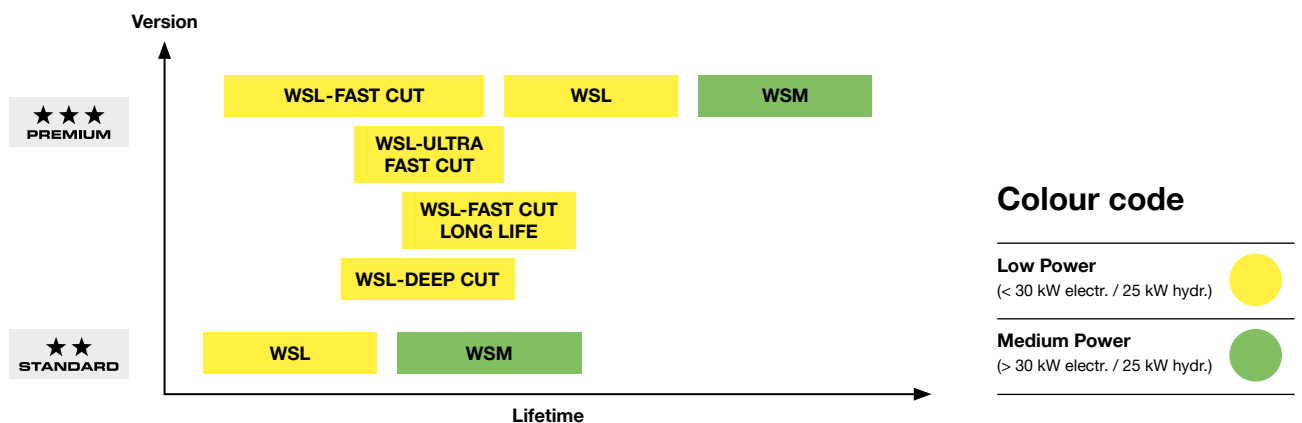 Version
★★★
PREMIUM
WSL-FAST CUT
WSL
WSM
WSL-ULTRA
FAST CUT
WSL-FAST CUT
LONG LIFE
WSL-DEEP CUT
★★
STANDARD
WSL
WSM
Lifetime
Colour code
Low Power
(< 30 kW electr. / 25 kW hydr.)
Medium Power
(> 30 kW electr. / 25 kW hydr.)